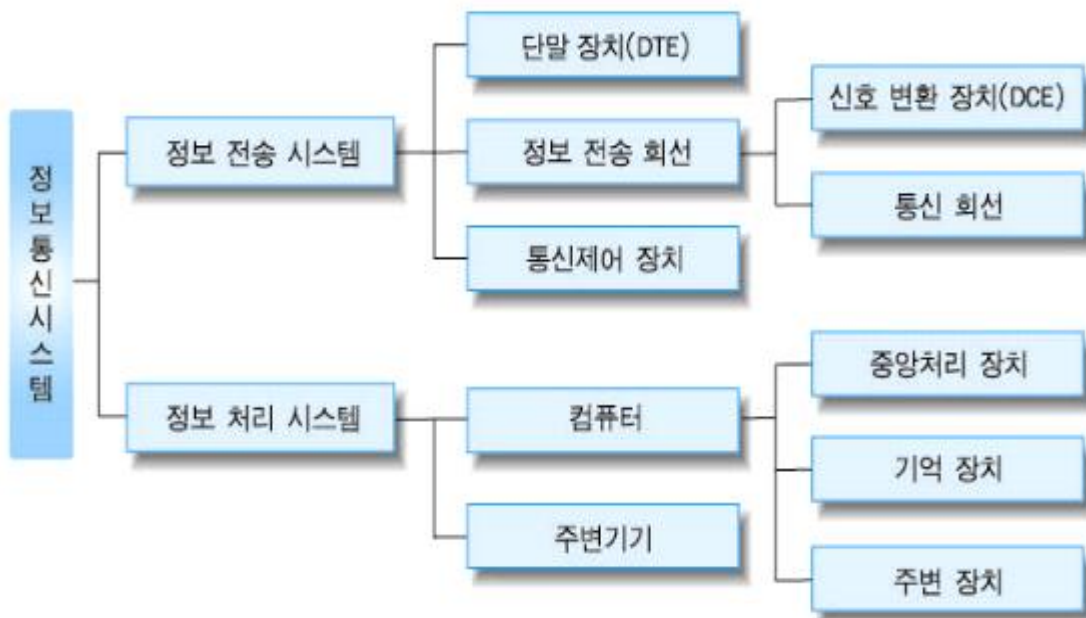 정보통신시스템
정보 전송 시스템
단말 장치(DTE)
정보 전송 회선
신호 변환 장치(DCE)
통신 회선
통신제어 장치
정보 처리 시스템
컴퓨터
중앙처리 장치
기억 장치
주변 장치
주변기기